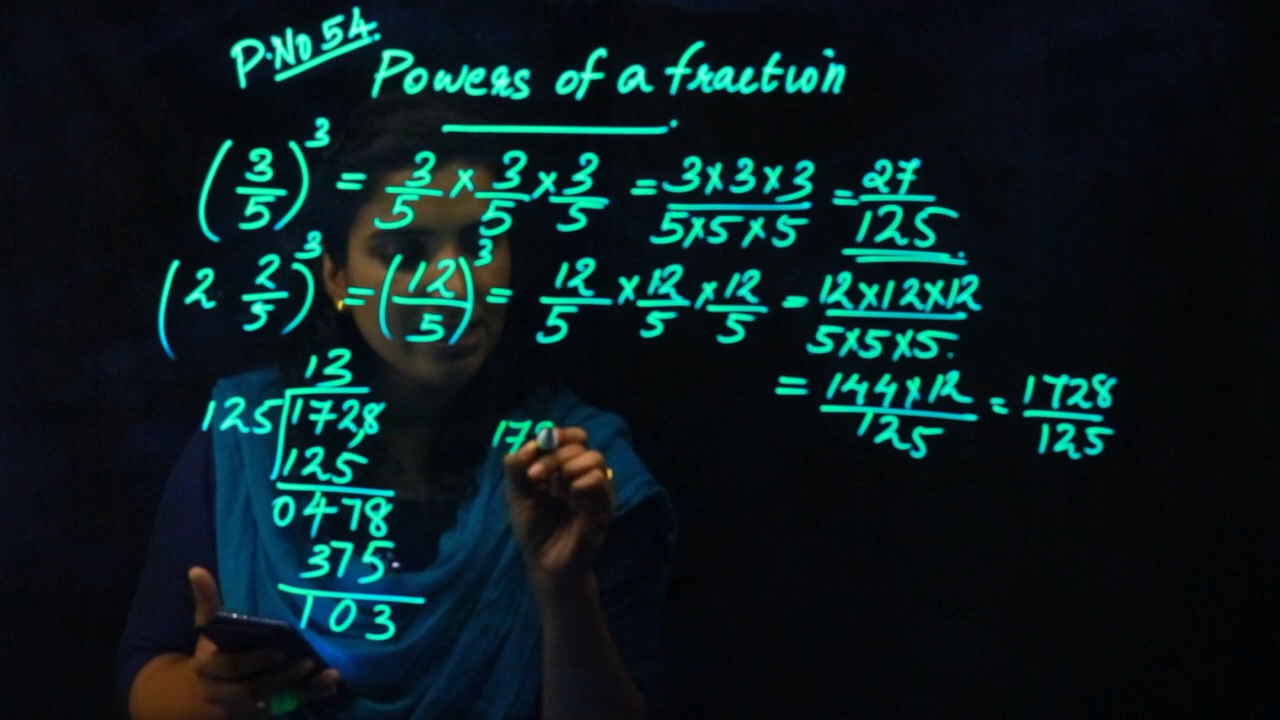 P.No 54.
Powers of a fraction
(3/5)³ = 3/5 × 3/5 × 3/5 = 3×3×3/5×5×5 = 27/125.
(2 2/5)³ = (12/5)³ = 12/5 × 12/5 × 12/5 = 12×12×12/5×5×5.
= 144×12/125 = 1728/125
13
125 1728
125
0478
375
103
17